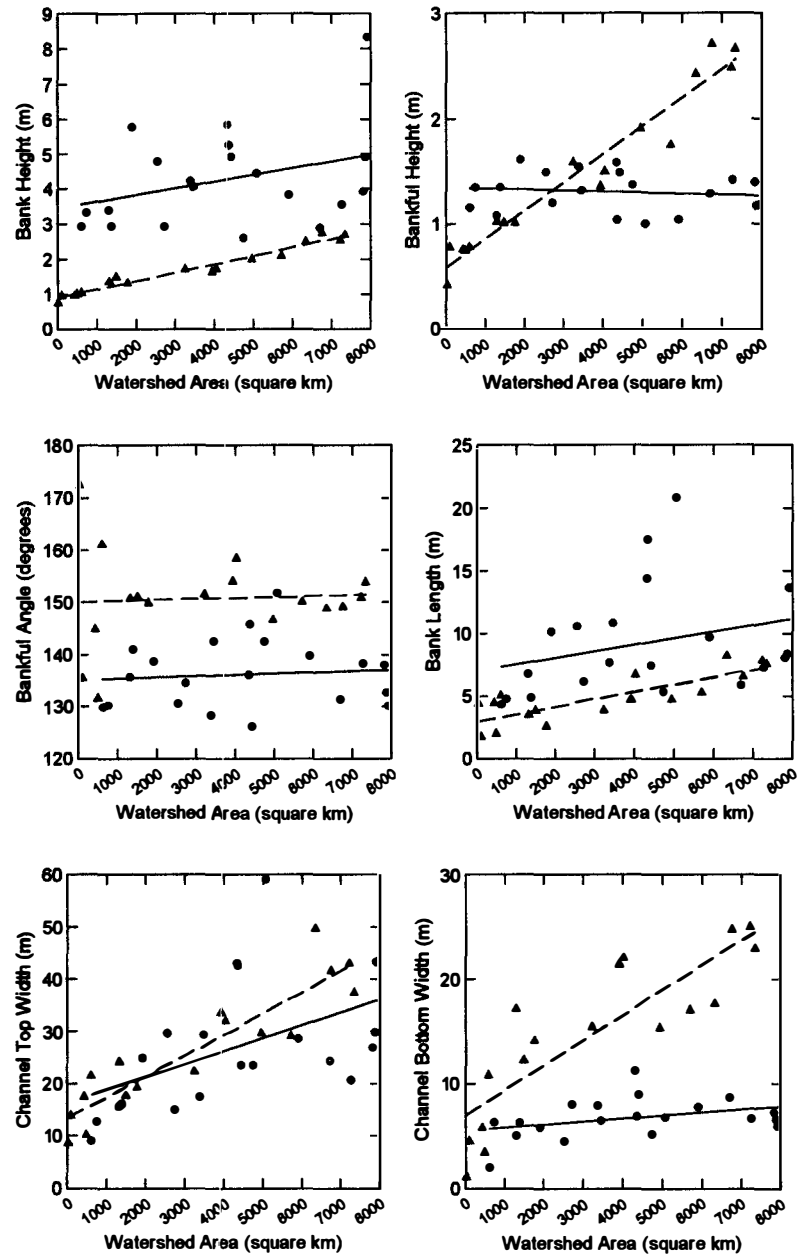 Bank Height (m)
9
8
7
6
5
4
3
2
1
0
0 1000 2000 3000 4000 5000 6000 7000 8000
Watershed Area (square km)
Bankful Height (m)
3
2
1
0
0 1000 2000 3000 4000 5000 6000 7000 8000
Watershed Area (square km)
Bankful Angle (degrees)
180
170
160
150
140
130
120
0 1000 2000 3000 4000 5000 6000 7000 8000
Watershed Area (square km)
Bank Length (m)
25
20
15
10
5
0
0 1000 2000 3000 4000 5000 6000 7000 8000
Watershed Area (square km)
Channel Top Width (m)
60
50
40
30
20
10
0
0 1000 2000 3000 4000 5000 6000 7000 8000
Watershed Area (square km)
Channel Bottom Width (m)
30
20
10
0
0 1000 2000 3000 4000 5000 6000 7000 8000
Watershed Area (square km)